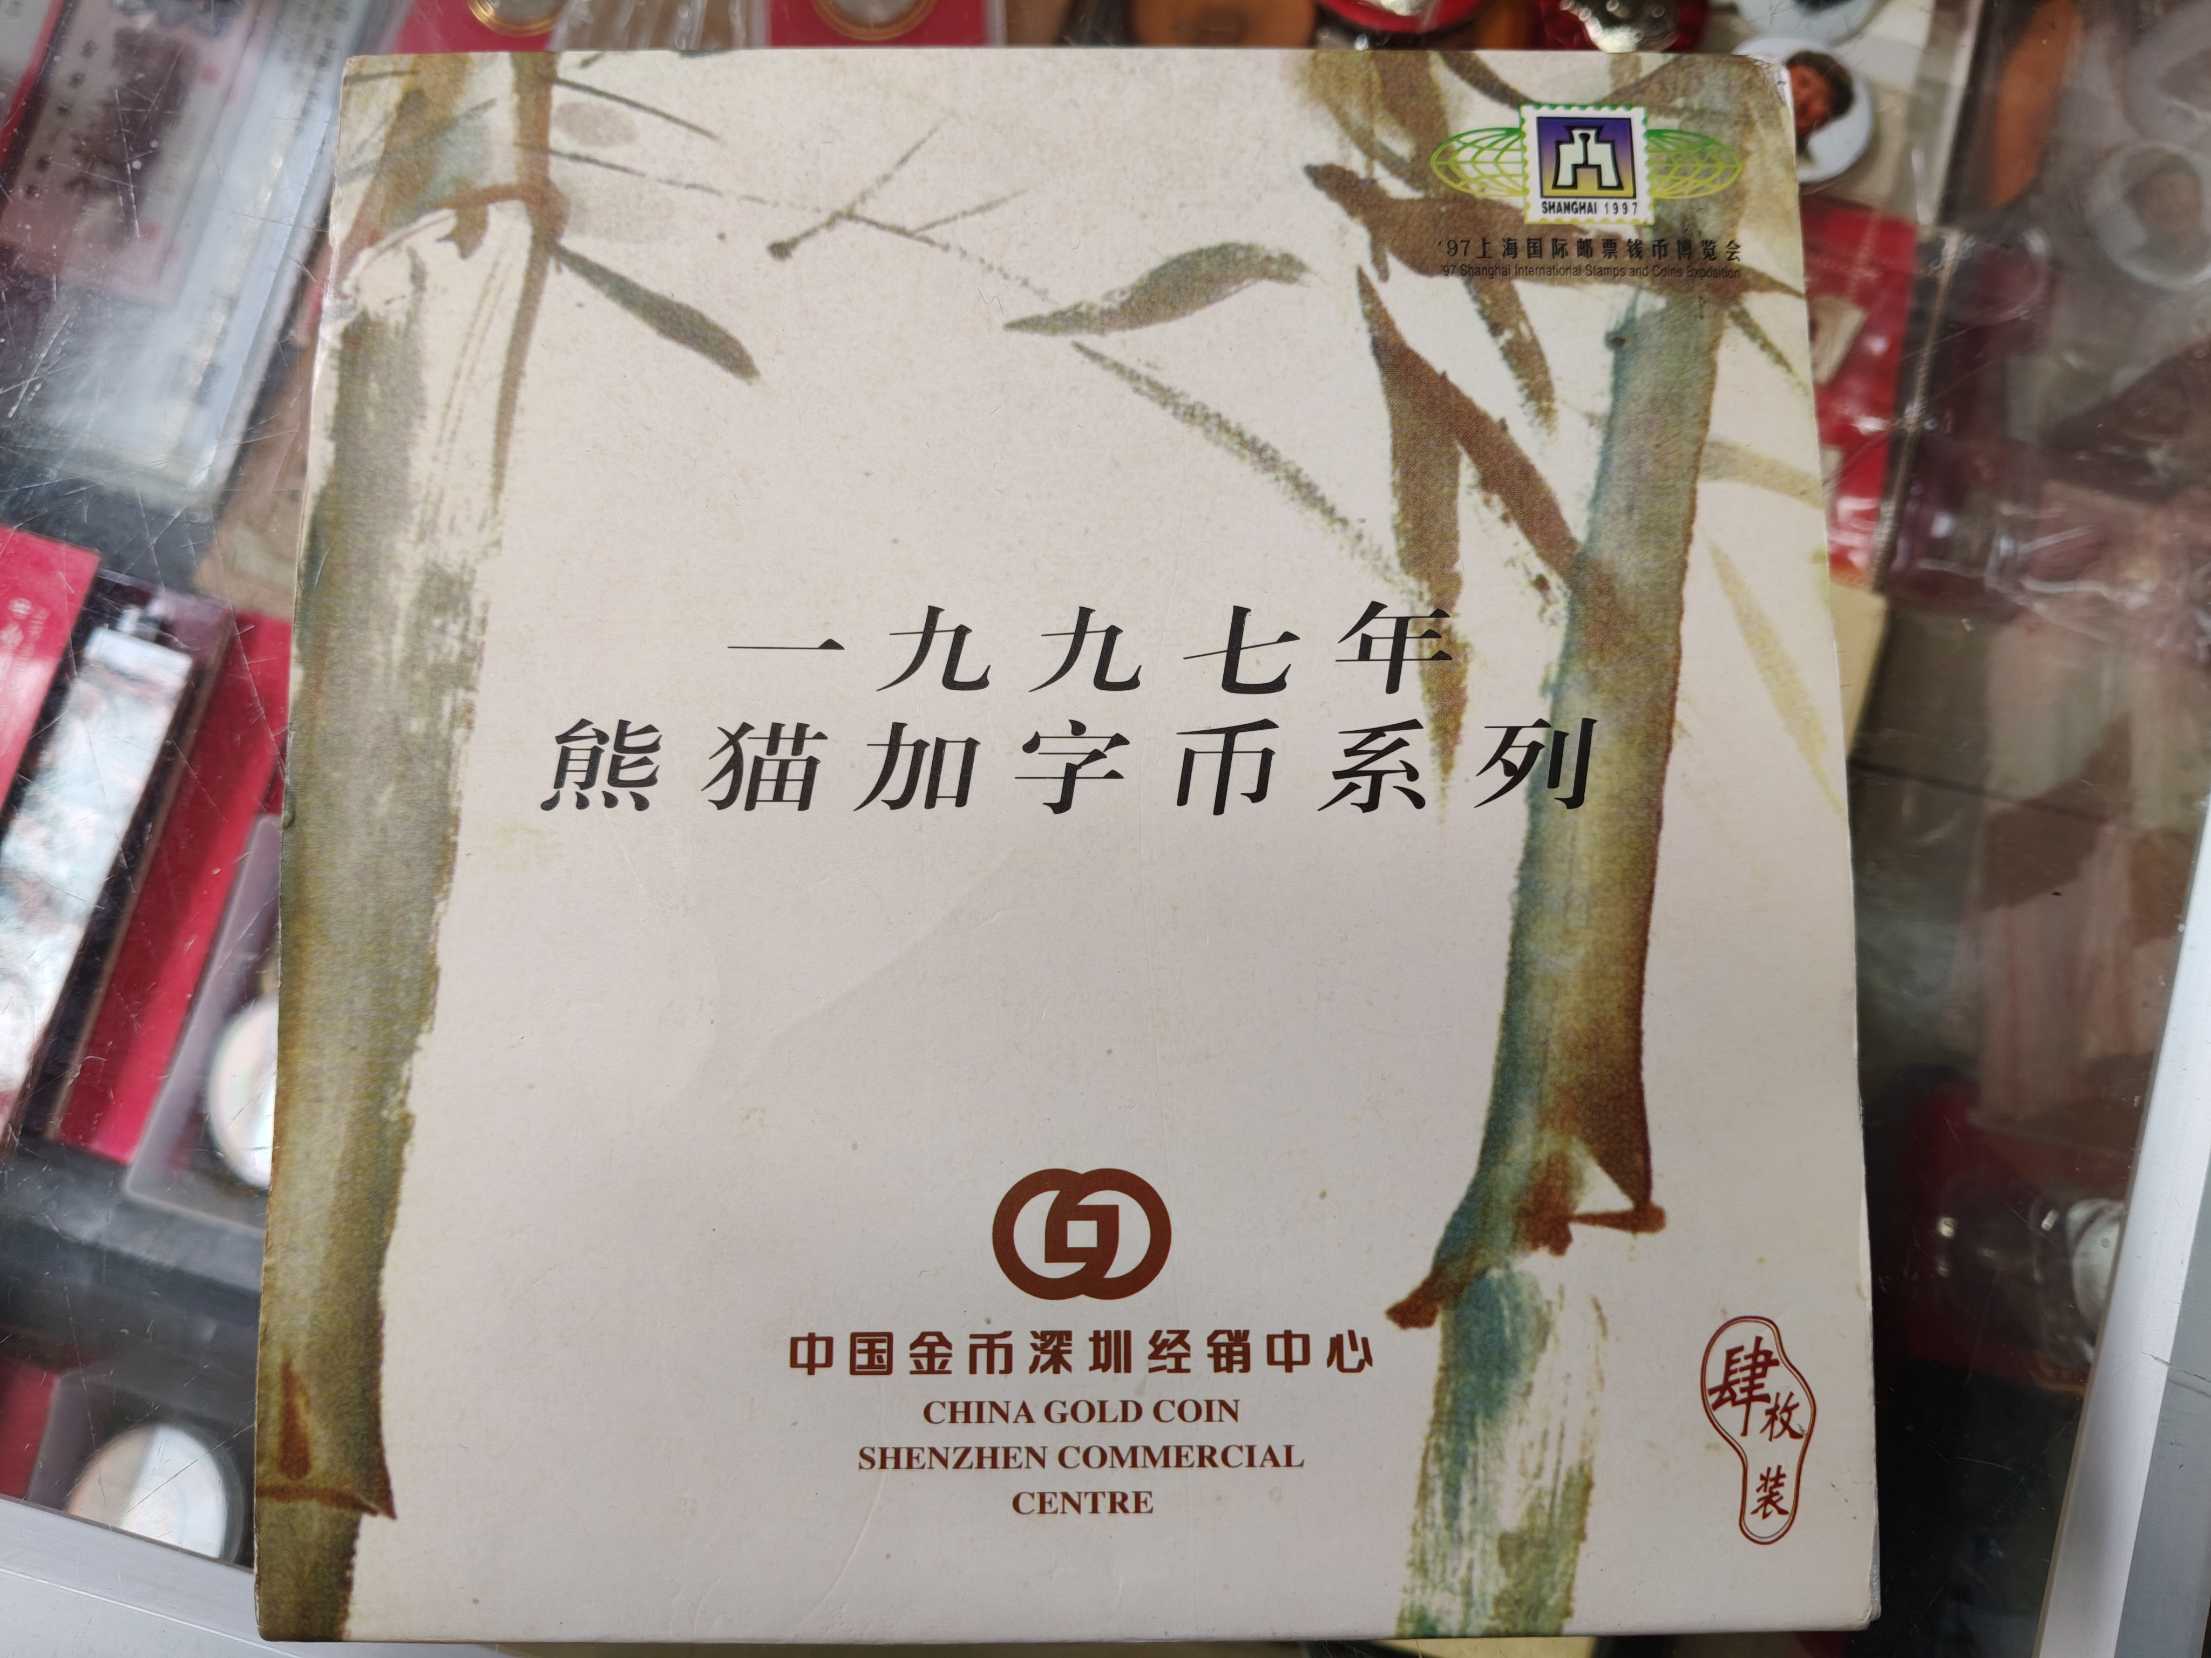 SHANGHAI 1997
'97上海国际邮票钱币博览会
'97 Shanghai International Stamps and Coins Exposition
一九九七年
熊猫加字币系列
中国金币深圳经销中心
CHINA GOLD COIN
SHENZHEN COMMERCIAL
CENTRE
肆枚装